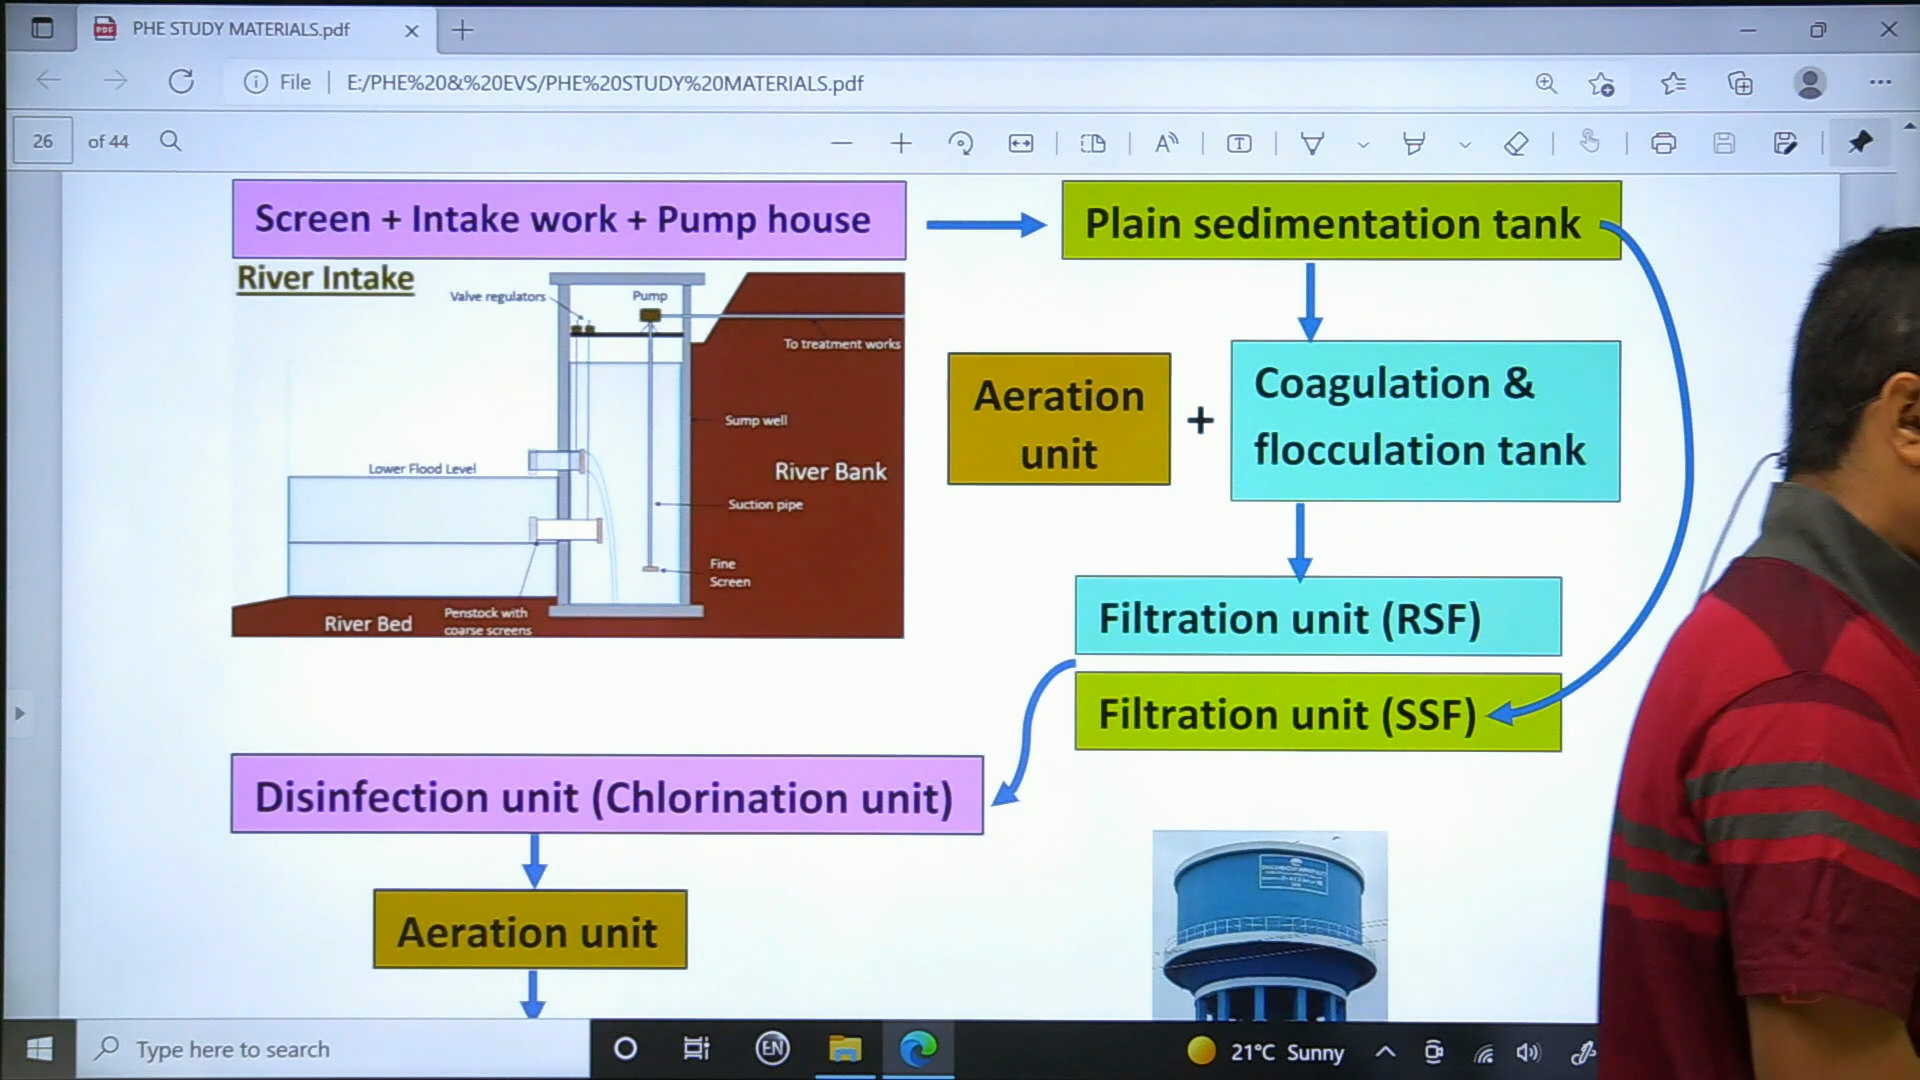 PHE STUDY MATERIALS.pdf
File
E:/PHE%20&%20EVS/PHE%20STUDY%20MATERIALS.pdf
26 of 44
Screen + Intake work + Pump house
Plain sedimentation tank
River Intake
Valve regulators
Pump
To treatment works
Aeration
unit
+
Coagulation &
flocculation tank
Sump well
Lower Flood Level
River Bank
Suction pipe
Fine
Screen
Penstock with
coarse screens
River Bed
Filtration unit (RSF)
Filtration unit (SSF)
Disinfection unit (Chlorination unit)
Aeration unit
Type here to search
EN
21°C Sunny